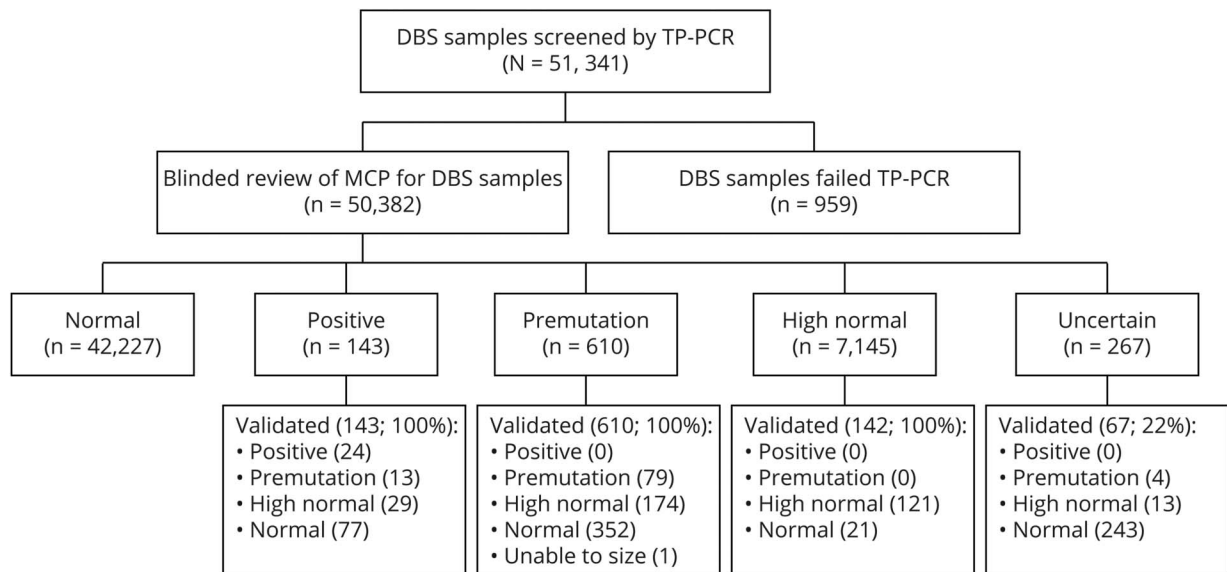 DBS samples screened by TP-PCR
(N = 51, 341)
Blinded review of MCP for DBS samples
(n = 50,382)
DBS samples failed TP-PCR
(n = 959)
Normal
(n = 42,227)
Positive
(n = 143)
Premutation
(n = 610)
High normal
(n = 7,145)
Uncertain
(n = 267)
Validated (143; 100%):
• Positive (24)
• Premutation (13)
• High normal (29)
• Normal (77)
Validated (610; 100%):
• Positive (0)
• Premutation (79)
• High normal (174)
• Normal (352)
• Unable to size (1)
Validated (142; 100%):
• Positive (0)
• Premutation (0)
• High normal (121)
• Normal (21)
Validated (67; 22%):
• Positive (0)
• Premutation (4)
• High normal (13)
• Normal (243)